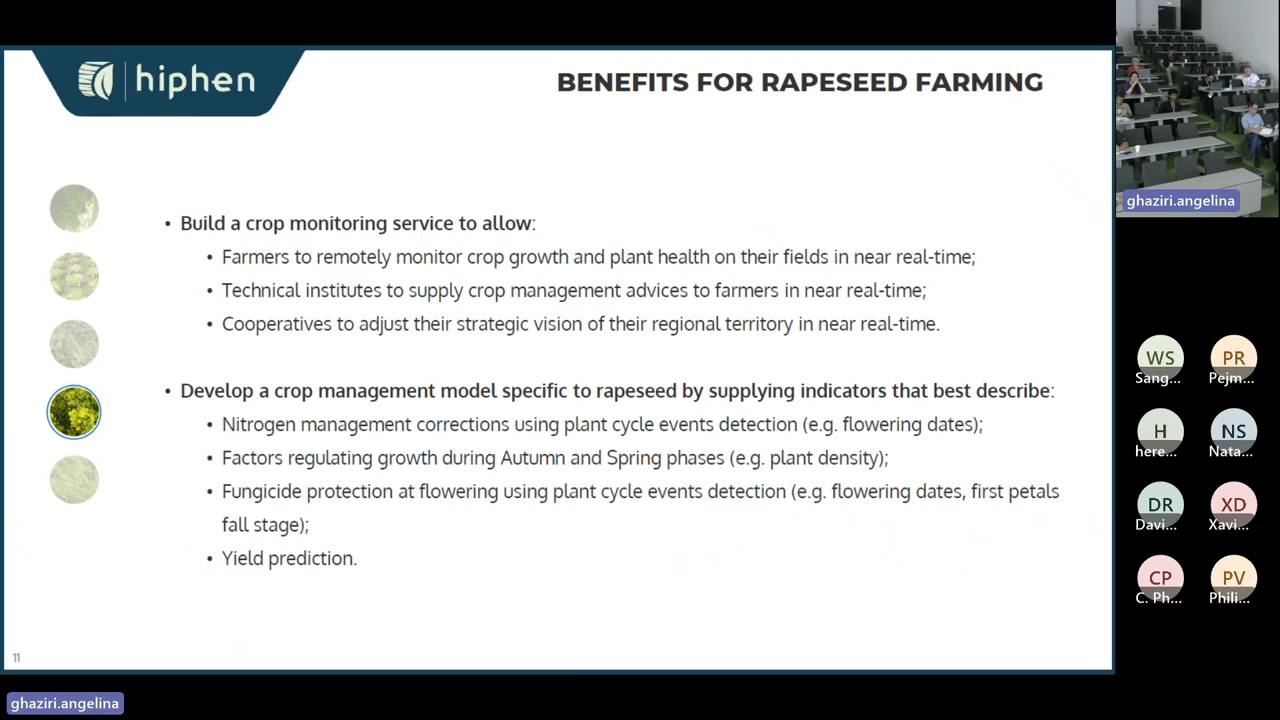 hiphen
BENEFITS FOR RAPESEED FARMING
• Build a crop monitoring service to allow:
• Farmers to remotely monitor crop growth and plant health on their fields in near real-time;
• Technical institutes to supply crop management advices to farmers in near real-time;
• Cooperatives to adjust their strategic vision of their regional territory in near real-time.
• Develop a crop management model specific to rapeseed by supplying indicators that best describe:
• Nitrogen management corrections using plant cycle events detection (e.g. flowering dates);
• Factors regulating growth during Autumn and Spring phases (e.g. plant density);
• Fungicide protection at flowering using plant cycle events detection (e.g. flowering dates, first petals
fall stage);
• Yield prediction.
11
ghaziri.angelina
ghaziri.angelina
WS
PR
Sang...
Pejm...
H
NS
here...
Nata...
DR
XD
Davi...
Xavi...
CP
PV
C. Ph...
Phili...